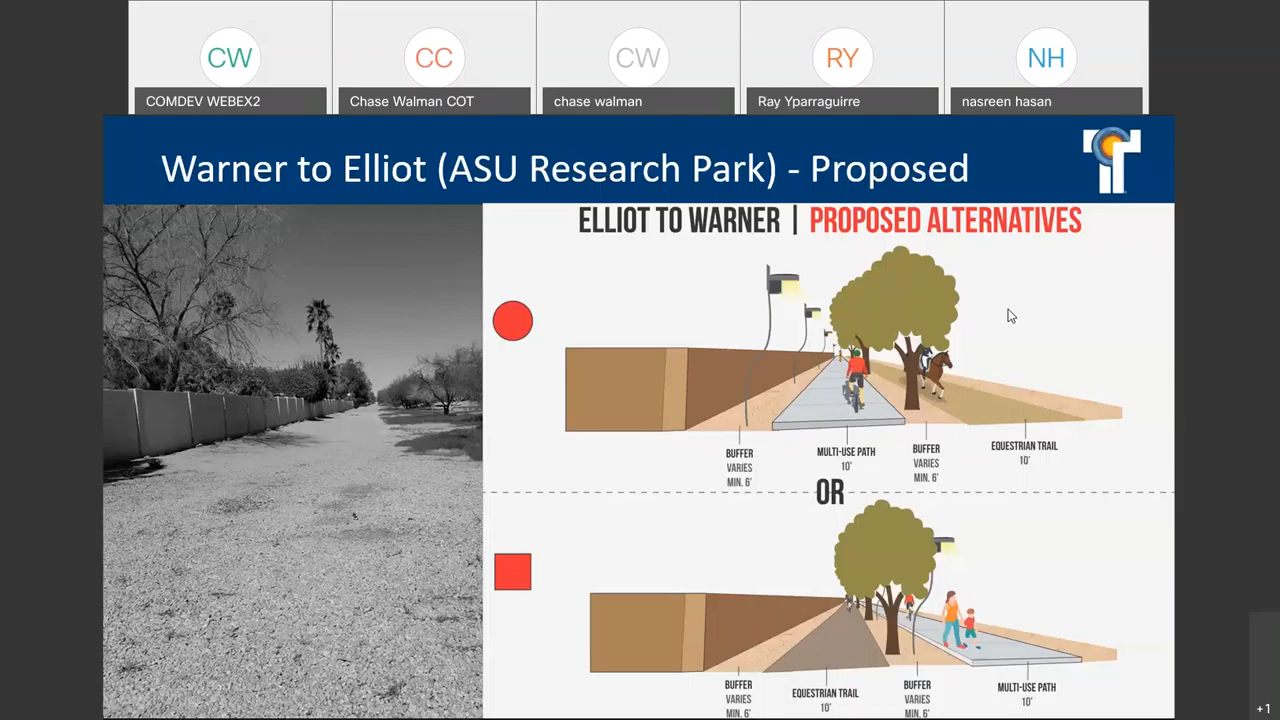 CW
CC
CW
RY
NH
COMDEV WEBEX2
Chase Walman COT
chase walman
Ray Yparraguirre
nasreen hasan
Warner to Elliot (ASU Research Park) - Proposed
T
ELLIOT TO WARNER | PROPOSED ALTERNATIVES
BUFFER
VARIES
MIN. 6'
MULTI-USE PATH
10'
BUFFER
VARIES
MIN. 6'
EQUESTRIAN TRAIL
10'
OR
BUFFER
VARIES
MIN. 6'
EQUESTRIAN TRAIL
10'
BUFFER
VARIES
MIN. 6'
MULTI-USE PATH
10'
+1